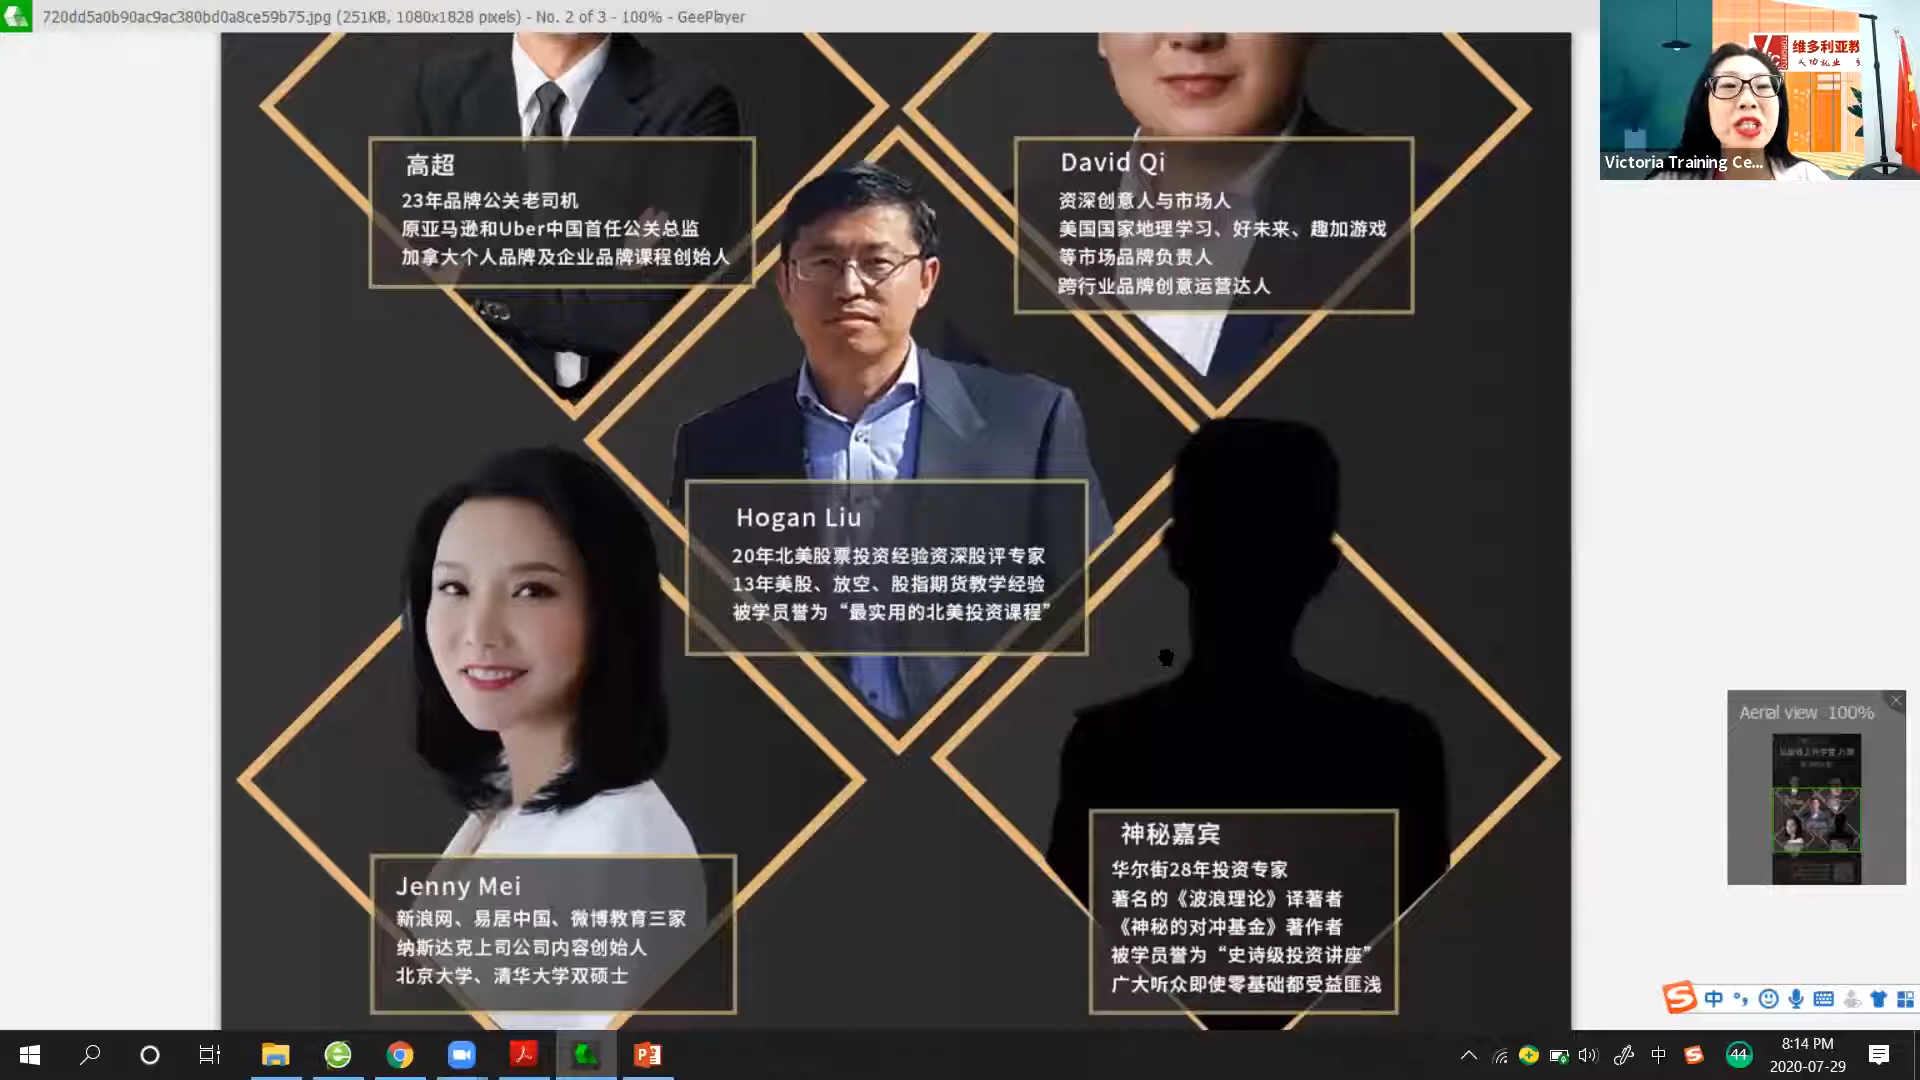 720dd5a0b90ac9ac380bd0a8ce59b75.jpg (251KB, 1080x1828 pixels) - No. 2 of 3 - 100% - GeePlayer
维多利亚教
成功就业
Victoria Training Ce...
高超
23年品牌公关老司机
原亚马逊和Uber中国首任公关总监
加拿大个人品牌及企业品牌课程创始人
David Qi
资深创意人与市场人
美国国家地理学习、好未来、趣加游戏
等市场品牌负责人
跨行业品牌创意运营达人
Hogan Liu
20年北美股票投资经验资深股评专家
13年美股、放空、股指期货教学经验
被学员誉为“最实用的北美投资课程”
Jenny Mei
新浪网、易居中国、微博教育三家
纳斯达克上司公司内容创始人
北京大学、清华大学双硕士
神秘嘉宾
华尔街28年投资专家
著名的《波浪理论》译著者
《神秘的对冲基金》著作者
被学员誉为“史诗级投资讲座”
广大听众即使零基础都受益匪浅
Aerial view 100%
中
中
44
8:14 PM
2020-07-29